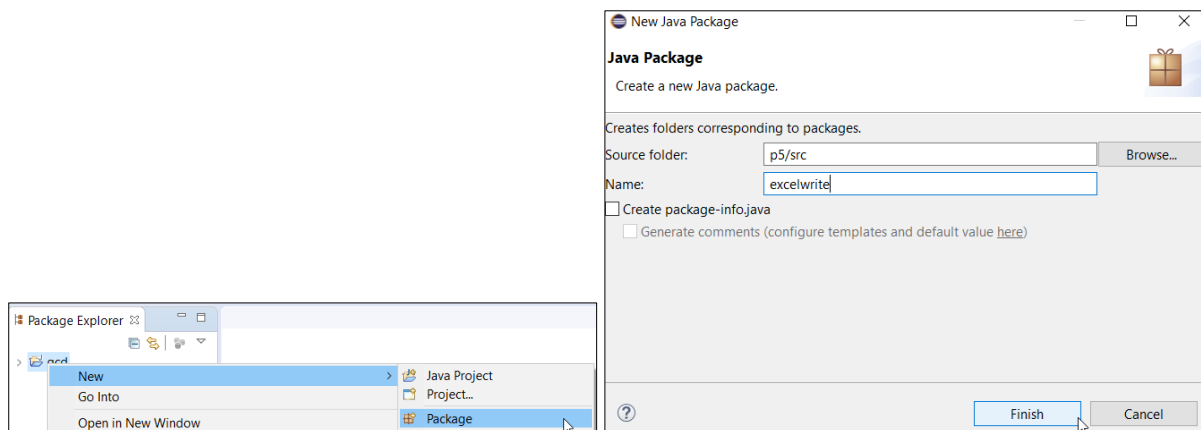 Package Explorer
gcd
New
Java Project
Go Into
Project...
Open in New Window
Package
New Java Package
Java Package
Create a new Java package.
Creates folders corresponding to packages.
Source folder: p5/src Browse...
Name: excelwrite
Create package-info.java
Generate comments (configure templates and default value here)
Finish Cancel